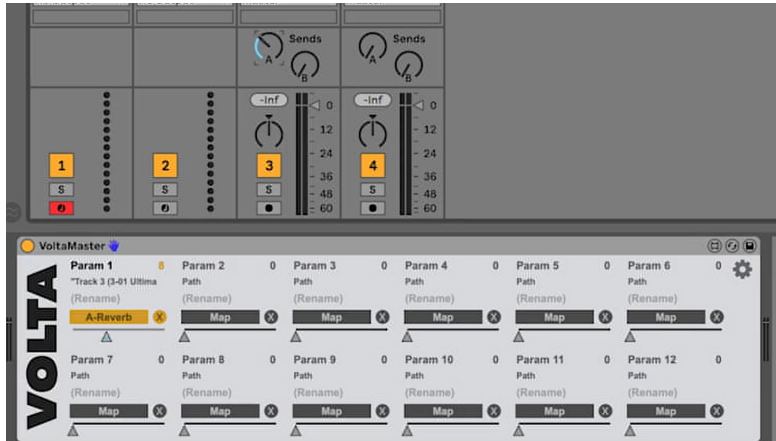 Sends
A
B
Sends
A
B
-Inf
0
-Inf
0
12
12
1
2
3
24
4
24
36
36
S
S
S
48
S
48
60
60
VoltaMaster
VOLTA
Param 1 8
Param 2 0
Param 3 0
Param 4 0
Param 5 0
Param 6 0
"Track 3 (3-01 Ultima
Path
Path
Path
Path
Path
(Rename)
(Rename)
(Rename)
(Rename)
(Rename)
(Rename)
A-Reverb X
Map X
Map X
Map X
Map X
Map X
Param 7 0
Param 8 0
Param 9 0
Param 10 0
Param 11 0
Param 12 0
Path
Path
Path
Path
Path
Path
(Rename)
(Rename)
(Rename)
(Rename)
(Rename)
(Rename)
Map X
Map X
Map X
Map X
Map X
Map X